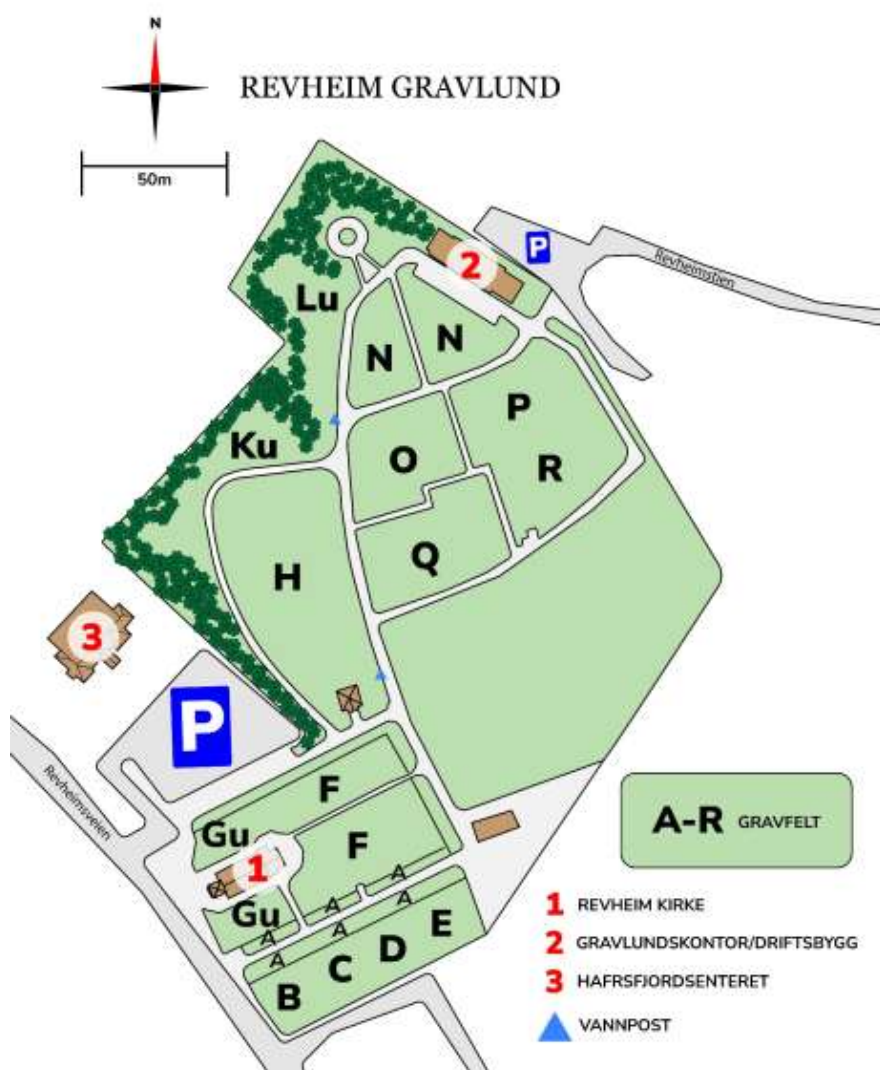 N
REVHEIM GRAVLUND
50m
P
2
Revheimstien
Lu
N
N
P
Ku
O
R
Q
H
3
P
Revheimsveien
F
Gu
F
1
A
Gu
A
A
A
A
A
E
D
C
B
A-R GRAVFELT
1 REVHEIM KIRKE
2 GRAVLUNDSKONTOR/DRIFTSBYGG
3 HAFRSFJORDSENTERET
VANNPOST